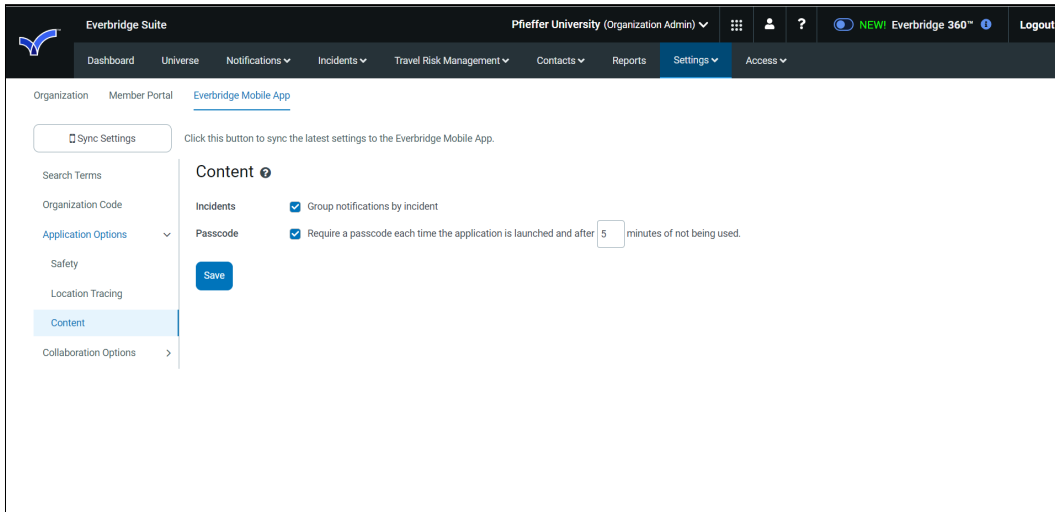 Everbridge Suite
Pfieffer University (Organization Admin)
?
NEW! Everbridge 360™
Logout
Dashboard Universe Notifications Incidents Travel Risk Management Contacts Reports Settings Access
Organization Member Portal Everbridge Mobile App
Sync Settings Click this button to sync the latest settings to the Everbridge Mobile App.
Search Terms
Organization Code
Application Options
Safety
Location Tracing
Content
Collaboration Options
Content ?
Incidents Group notifications by incident
Passcode Require a passcode each time the application is launched and after 5 minutes of not being used.
Save